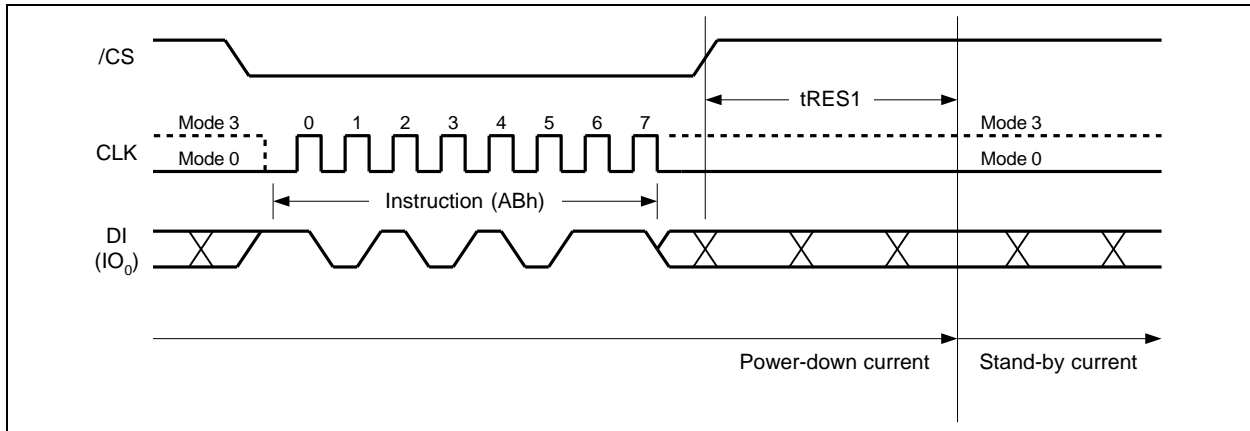 /CS
tRES1
Mode 3 0 1 2 3 4 5 6 7 Mode 3
CLK
Mode 0 Mode 0
Instruction (ABh)
DI
(IO0)
Power-down current Stand-by current